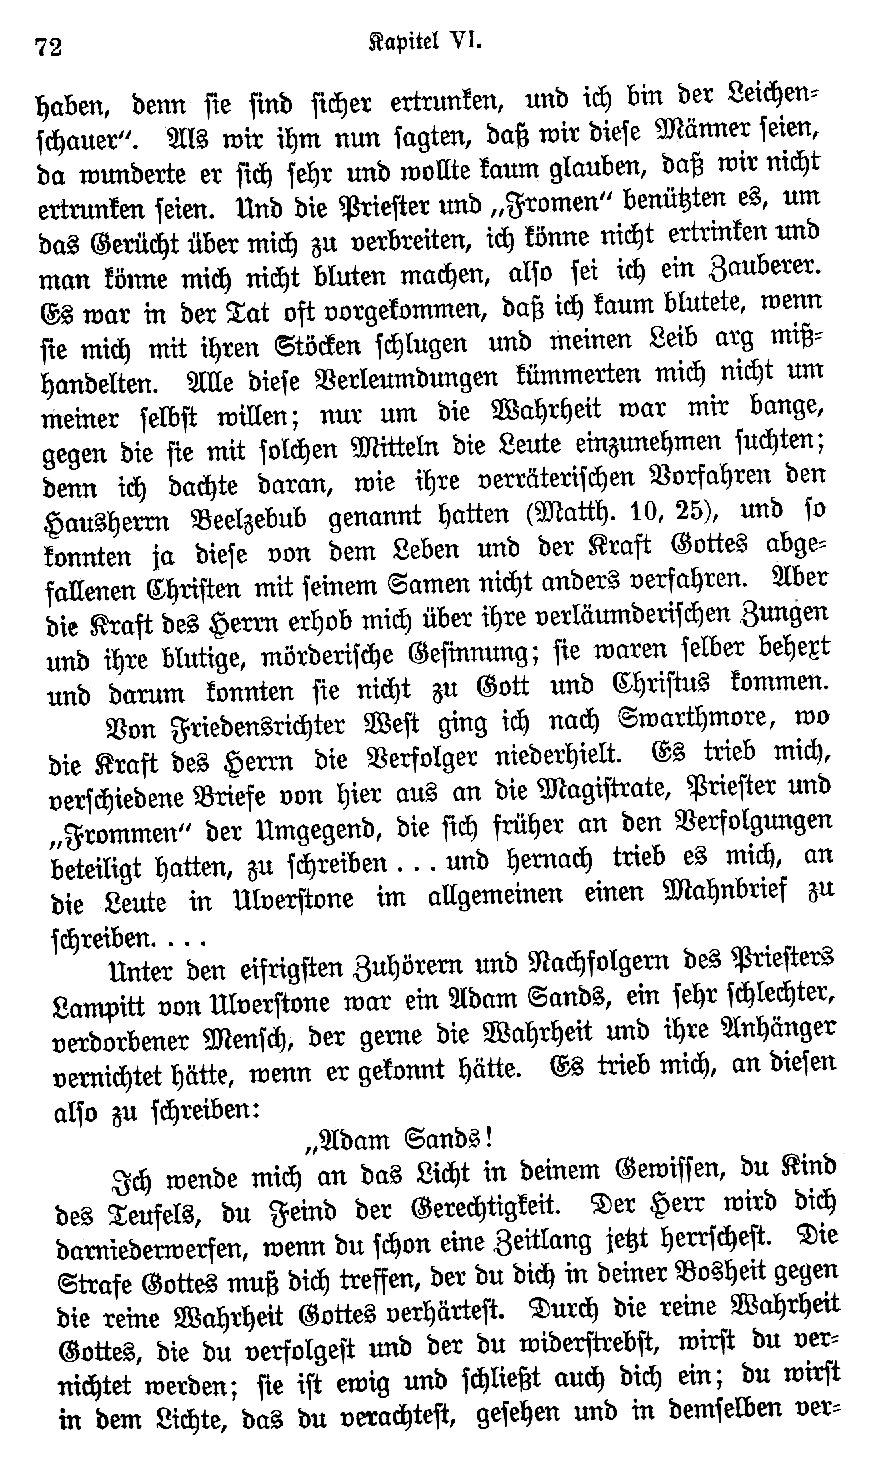 72
Kapitel VI.
haben, denn sie sind sicher ertrunken, und ich bin der Leichen-
schauer“. Als wir ihm nun sagten, daß wir diese Männer seien,
da wunderte er sich sehr und wollte kaum glauben, daß wir nicht
ertrunken seien. Und die Priester und „Fromen“ benützten es, um
das Gerücht über mich zu verbreiten, ich könne nicht ertrinken und
man könne mich nicht bluten machen, also sei ich ein Zauberer.
Es war in der Tat oft vorgekommen, daß ich kaum blutete, wenn
sie mich mit ihren Stöcken schlugen und meinen Leib arg miß-
handelten. Alle diese Verleumdungen kümmerten mich nicht um
meiner selbst willen; nur um die Wahrheit war mir bange,
gegen die sie mit solchen Mitteln die Leute einzunehmen suchten;
denn ich dachte daran, wie ihre verräterischen Vorfahren den
Hausherrn Beelzebub genannt hatten (Matth. 10, 25), und so
konnten ja diese von dem Leben und der Kraft Gottes abge-
fallenen Christen mit seinem Samen nicht anders verfahren. Aber
die Kraft des Herrn erhob mich über ihre verläumderischen Zungen
und ihre blutige, mörderische Gesinnung; sie waren selber behext
und darum konnten sie nicht zu Gott und Christus kommen.
Von Friedensrichter West ging ich nach Swarthmore, wo
die Kraft des Herrn die Verfolger niederhielt. Es trieb mich,
verschiedene Briefe von hier aus an die Magistrate, Priester und
„Frommen“ der Umgegend, die sich früher an den Verfolgungen
beteiligt hatten, zu schreiben . . . und hernach trieb es mich, an
die Leute in Ulverstone im allgemeinen einen Mahnbrief zu
schreiben. . . .
Unter den eifrigsten Zuhörern und Nachfolgern des Priesters
Lampitt von Ulverstone war ein Adam Sands, ein sehr schlechter,
verdorbener Mensch, der gerne die Wahrheit und ihre Anhänger
vernichtet hätte, wenn er gekonnt hätte. Es trieb mich, an diesen
also zu schreiben:
„Adam Sands!
Ich wende mich an das Licht in deinem Gewissen, du Kind
des Teufels, du Feind der Gerechtigkeit. Der Herr wird dich
darniederwerfen, wenn du schon eine Zeitlang jetzt herrschest. Die
Strafe Gottes muß dich treffen, der du dich in deiner Bosheit gegen
die reine Wahrheit Gottes verhärtest. Durch die reine Wahrheit
Gottes, die du verfolgest und der du widerstrebst, wirst du ver-
nichtet werden; sie ist ewig und schließt auch dich ein; du wirst
in dem Lichte, das du verachtest, gesehen und in demselben ver-